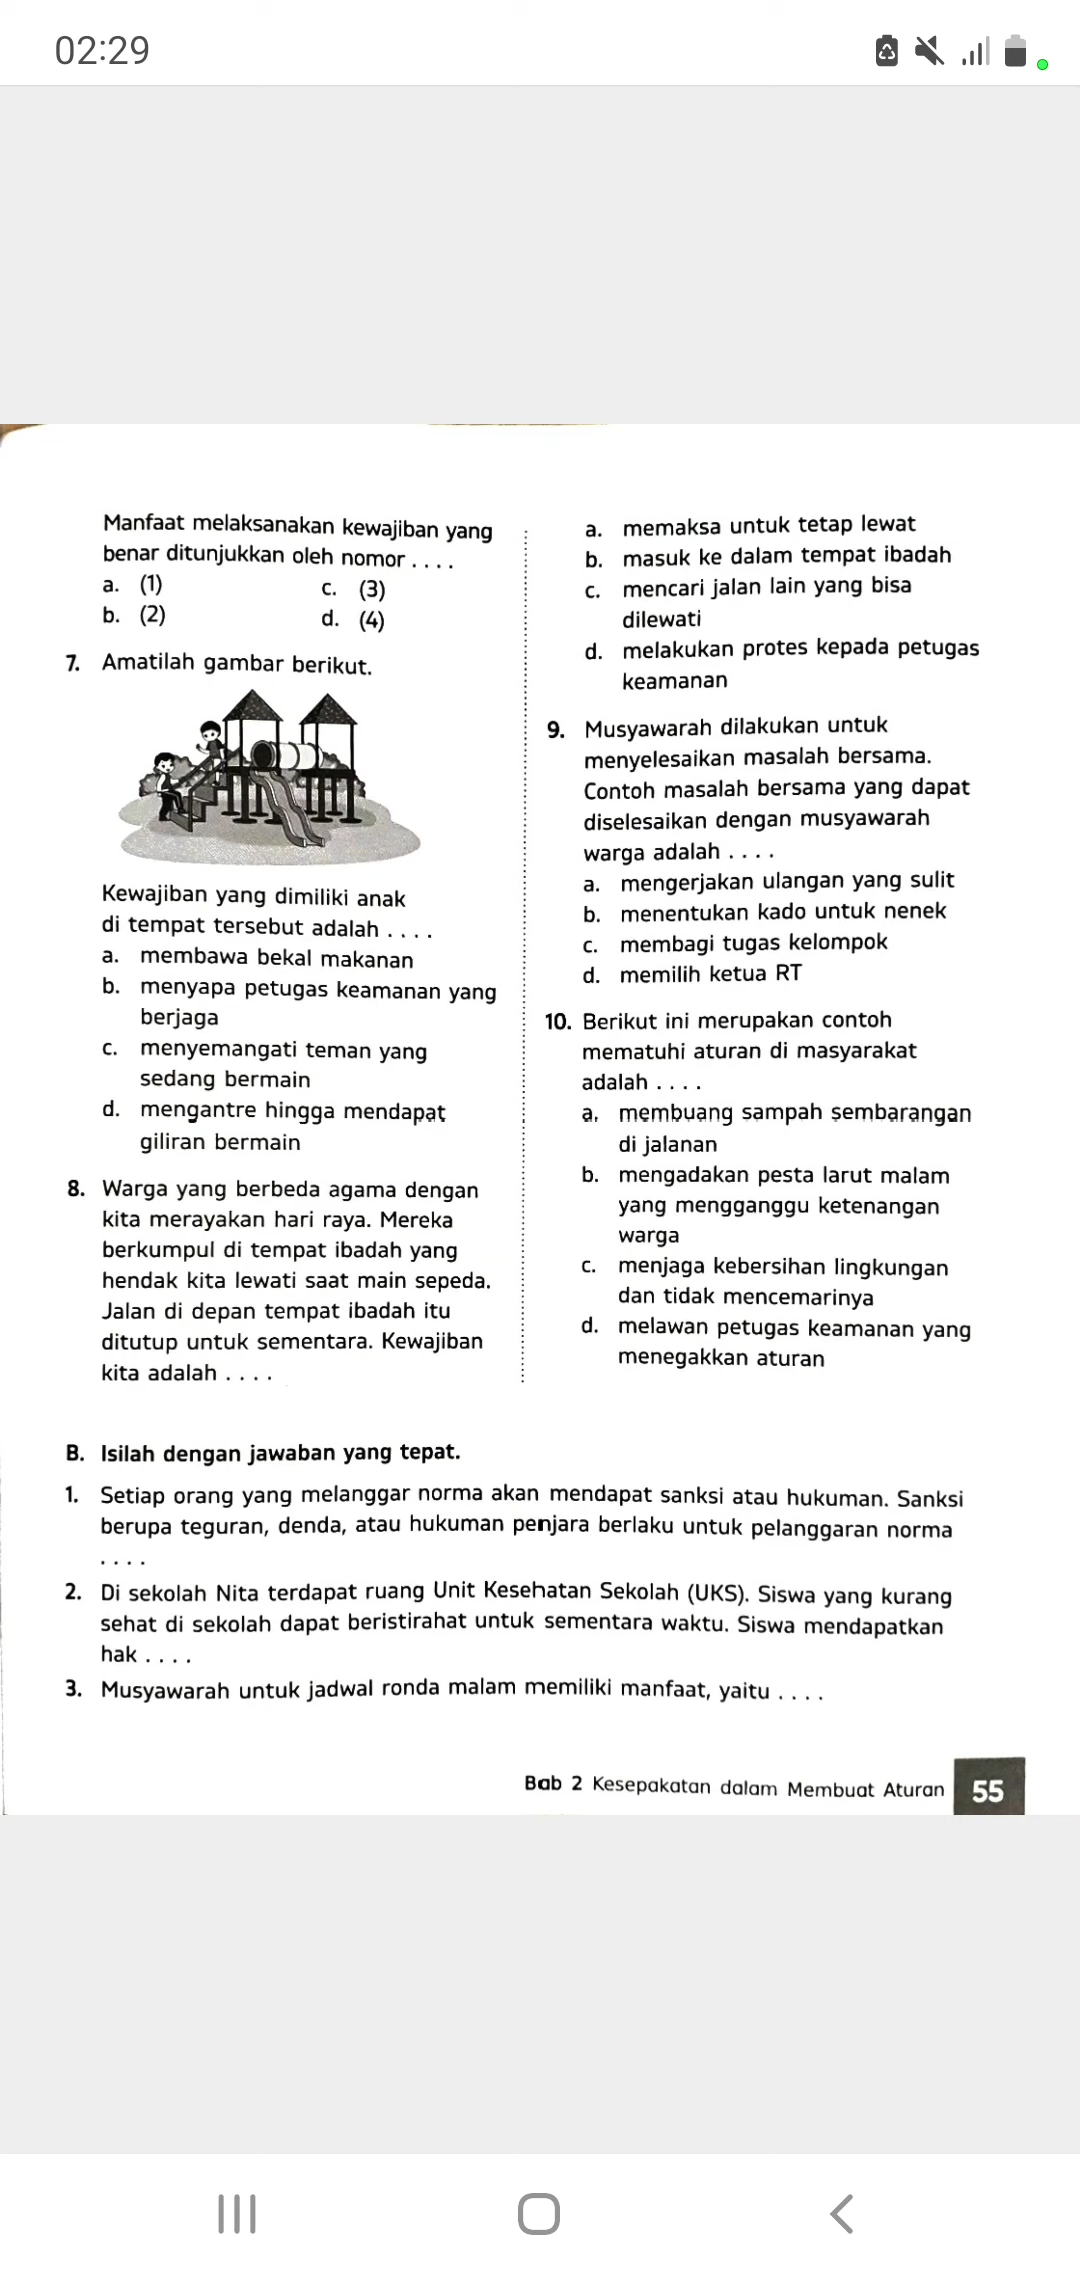 02:29
Manfaat melaksanakan kewajiban yang
benar ditunjukkan oleh nomor . . . .
a. (1)
c. (3)
b. (2)
d. (4)
7. Amatilah gambar berikut.
Kewajiban yang dimiliki anak
di tempat tersebut adalah . . . .
a. membawa bekal makanan
b. menyapa petugas keamanan yang
berjaga
c. menyemangati teman yang
sedang bermain
d. mengantre hingga mendapat
giliran bermain
8. Warga yang berbeda agama dengan
kita merayakan hari raya. Mereka
berkumpul di tempat ibadah yang
hendak kita lewati saat main sepeda.
Jalan di depan tempat ibadah itu
ditutup untuk sementara. Kewajiban
kita adalah . . . .
a. memaksa untuk tetap lewat
b. masuk ke dalam tempat ibadah
c. mencari jalan lain yang bisa
dilewati
d. melakukan protes kepada petugas
keamanan
9. Musyawarah dilakukan untuk
menyelesaikan masalah bersama.
Contoh masalah bersama yang dapat
diselesaikan dengan musyawarah
warga adalah . . . .
a. mengerjakan ulangan yang sulit
b. menentukan kado untuk nenek
c. membagi tugas kelompok
d. memilih ketua RT
10. Berikut ini merupakan contoh
mematuhi aturan di masyarakat
adalah . . . .
a. membuang sampah sembarangan
di jalanan
b. mengadakan pesta larut malam
yang mengganggu ketenangan
warga
c. menjaga kebersihan lingkungan
dan tidak mencemarinya
d. melawan petugas keamanan yang
menegakkan aturan
B. Isilah dengan jawaban yang tepat.
1. Setiap orang yang melanggar norma akan mendapat sanksi atau hukuman. Sanksi
berupa teguran, denda, atau hukuman penjara berlaku untuk pelanggaran norma
. . . .
2. Di sekolah Nita terdapat ruang Unit Kesehatan Sekolah (UKS). Siswa yang kurang
sehat di sekolah dapat beristirahat untuk sementara waktu. Siswa mendapatkan
hak . . . .
3. Musyawarah untuk jadwal ronda malam memiliki manfaat, yaitu . . . .
Bab 2 Kesepakatan dalam Membuat Aturan 55